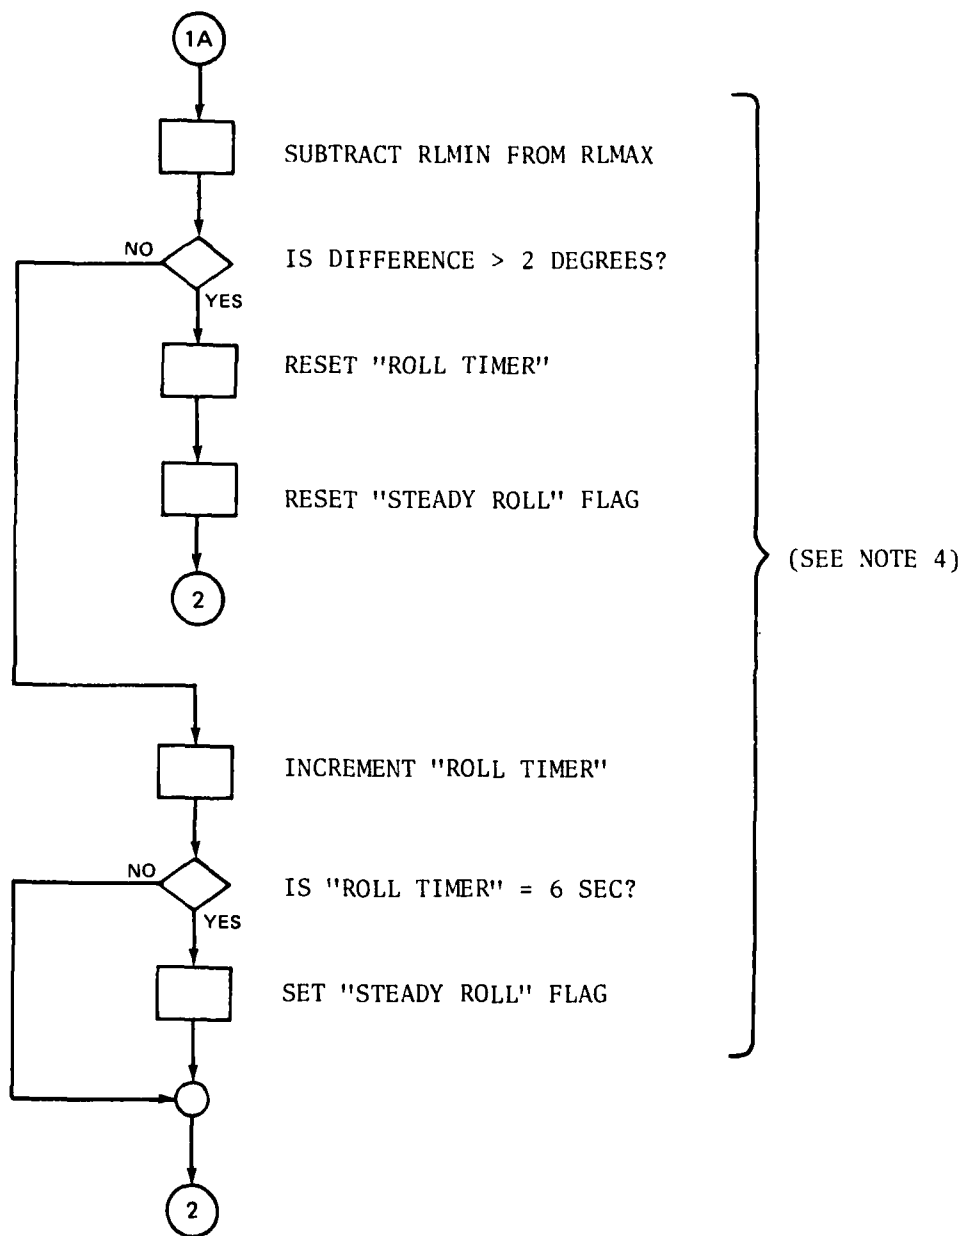 1A
SUBTRACT RLMIN FROM RLMAX
NO
IS DIFFERENCE > 2 DEGREES?
YES
RESET "ROLL TIMER"
RESET "STEADY ROLL" FLAG
(SEE NOTE 4)
2
INCREMENT "ROLL TIMER"
NO
IS "ROLL TIMER" = 6 SEC?
YES
SET "STEADY ROLL" FLAG
2